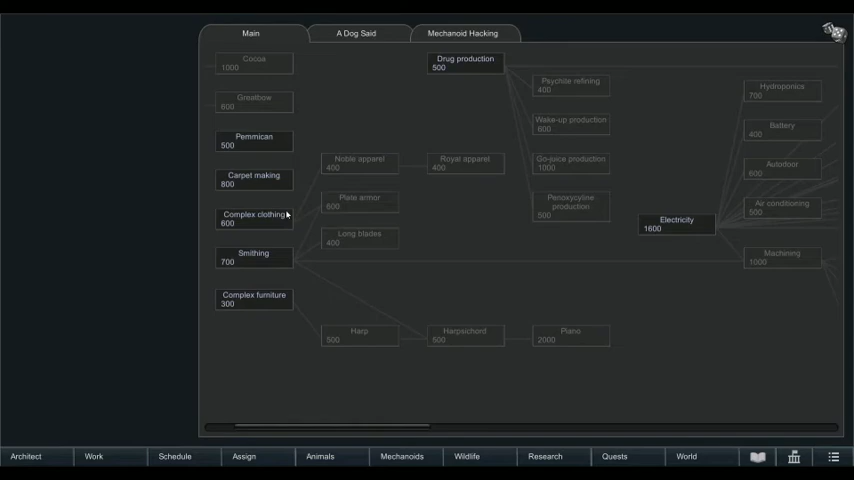 Main
A Dog Said
Mechanoid Hacking
Cocoa
1000
Greatbow
600
Pemmican
500
Carpet making
800
Complex clothing
600
Smithing
700
Complex furniture
300
Noble apparel
400
Plate armor
600
Long blades
400
Harp
500
Drug production
500
Royal apparel
400
Harpsichord
500
Psychite refining
400
Wake-up production
800
Go-juice production
1000
Penoxycyline
production
500
Piano
2000
Electricity
1600
Hydroponics
700
Battery
400
Autodoor
600
Air conditioning
500
Machining
1000
Architect
Work
Schedule
Assign
Animals
Mechanoids
Wildlife
Research
Quests
World